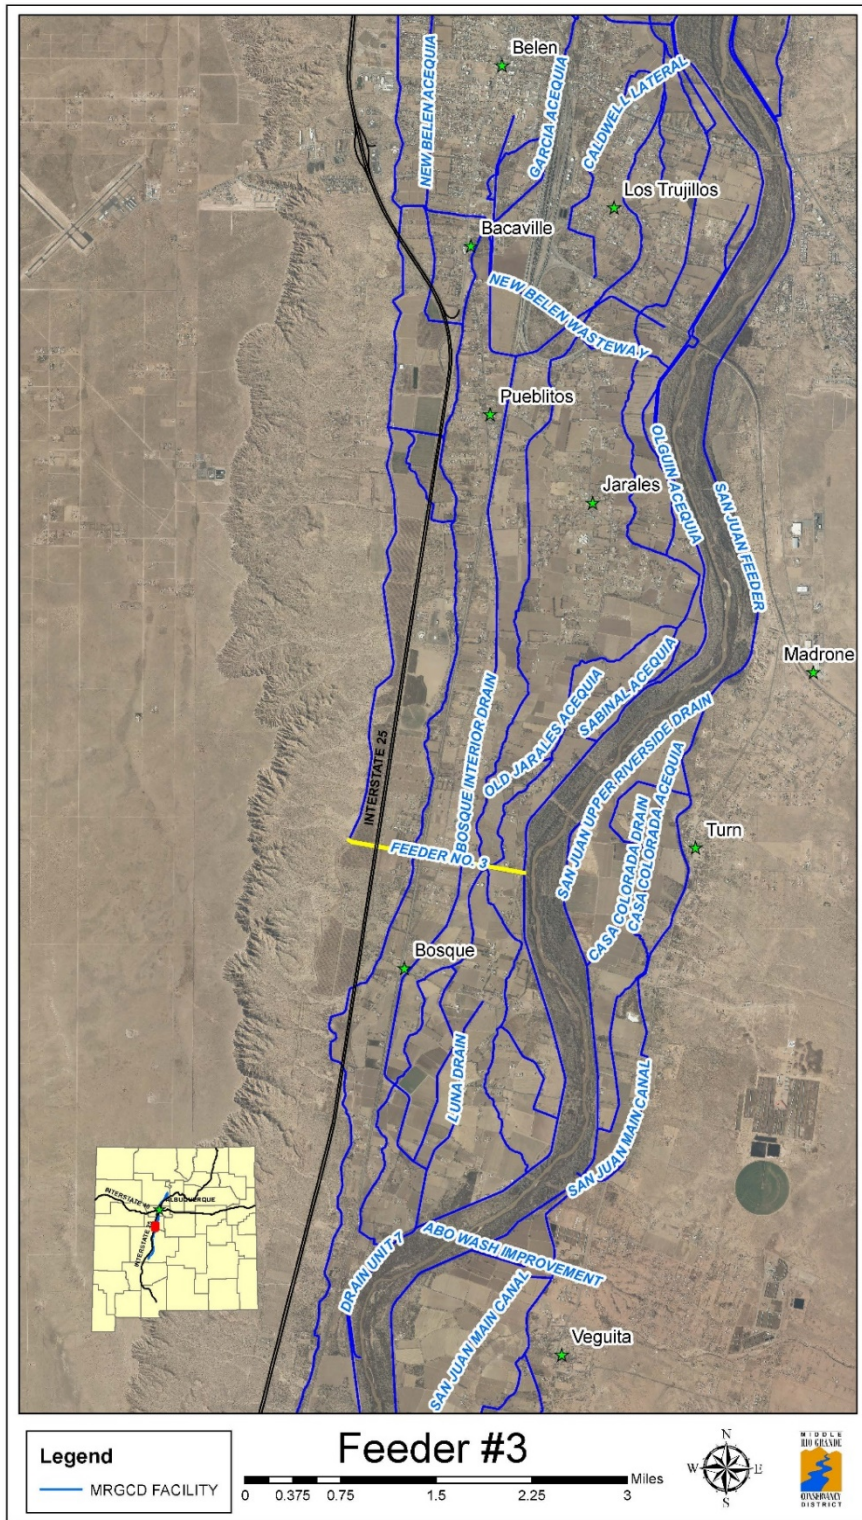 Belen
NEW BELEN ACEQUIA
GARCIA ACEQUIA
CALDWELL LATERAL
Los Trujillos
Bacaville
NEW BELEN WASTEWAY
Pueblitos
OLGUIN ACEQUIA
Jarales
SAN JUAN FEEDER
Madrone
SABINAL ACEQUIA
OLD JARALES ACEQUIA
BOSQUE INTERIOR DRAIN
INTERSTATE 25
SAN JUAN UPPER RIVERSIDE DRAIN
CASA COLORADA ACEQUIA
CASA COLORADA DRAIN
Turn
FEEDER NO. 3
Bosque
LUNA DRAIN
SAN JUAN MAIN CANAL
DRAIN UNIT 7
ABO WASH IMPROVEMENT
SAN JUAN MAIN CANAL
Veguita
ALBUQUERQUE
Legend
MRGCD FACILITY
Feeder #3
Miles
0 0.375 0.75 1.5 2.25 3
N
W E
S
MIDDLE
RIO GRANDE
CONSERVANCY
DISTRICT